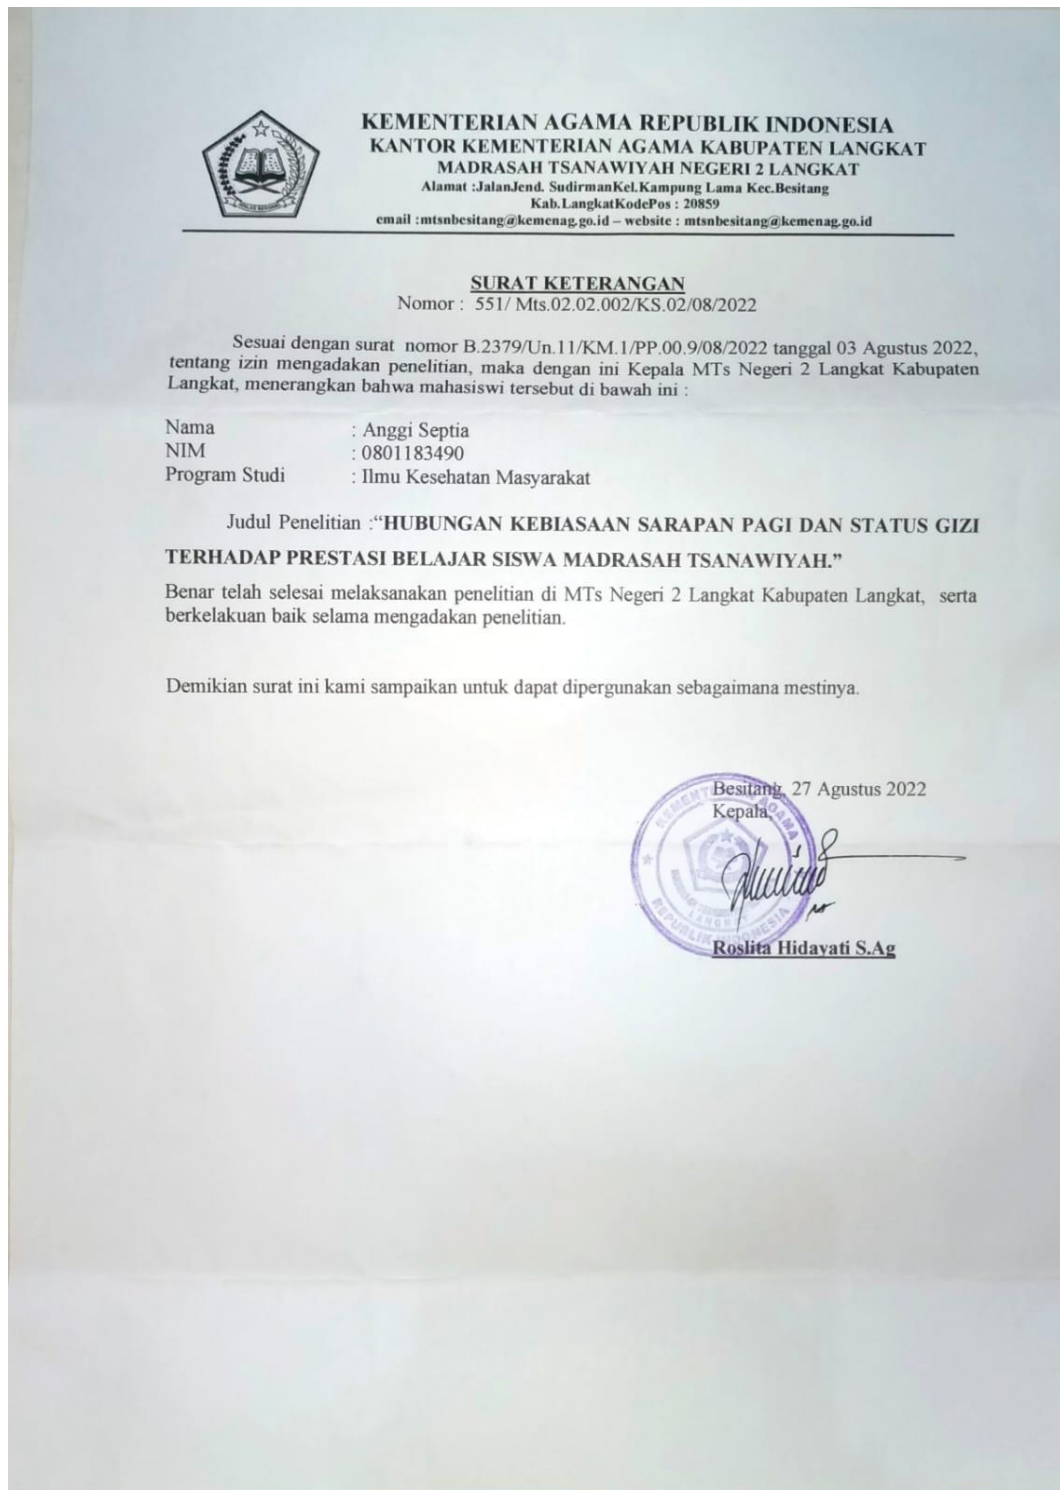 KEMENTERIAN AGAMA REPUBLIK INDONESIA
KANTOR KEMENTERIAN AGAMA KABUPATEN LANGKAT
MADRASAH TSANAWIYAH NEGERI 2 LANGKAT
Alamat :JalanJend. SudirmanKel.Kampung Lama Kec.Besitang
Kab.LangkatKodePos : 20859
email :mtsnbesitang@kemenag.go.id – website : mtsnbesitang@kemenag.go.id
SURAT KETERANGAN
Nomor : 551/ Mts.02.02.002/KS.02/08/2022
Sesuai dengan surat nomor B.2379/Un.11/KM.1/PP.00.9/08/2022 tanggal 03 Agustus 2022,
tentang izin mengadakan penelitian, maka dengan ini Kepala MTs Negeri 2 Langkat Kabupaten
Langkat, menerangkan bahwa mahasiswi tersebut di bawah ini :
Nama : Anggi Septia
NIM : 0801183490
Program Studi : Ilmu Kesehatan Masyarakat
Judul Penelitian :“HUBUNGAN KEBIASAAN SARAPAN PAGI DAN STATUS GIZI
TERHADAP PRESTASI BELAJAR SISWA MADRASAH TSANAWIYAH.”
Benar telah selesai melaksanakan penelitian di MTs Negeri 2 Langkat Kabupaten Langkat, serta
berkelakuan baik selama mengadakan penelitian.
Demikian surat ini kami sampaikan untuk dapat dipergunakan sebagaimana mestinya.
Besitang, 27 Agustus 2022
Kepala,
KEMENTERIAN AGAMA
LANGKAT
REPUBLIK INDONESIA
Roslita Hidayati S.Ag